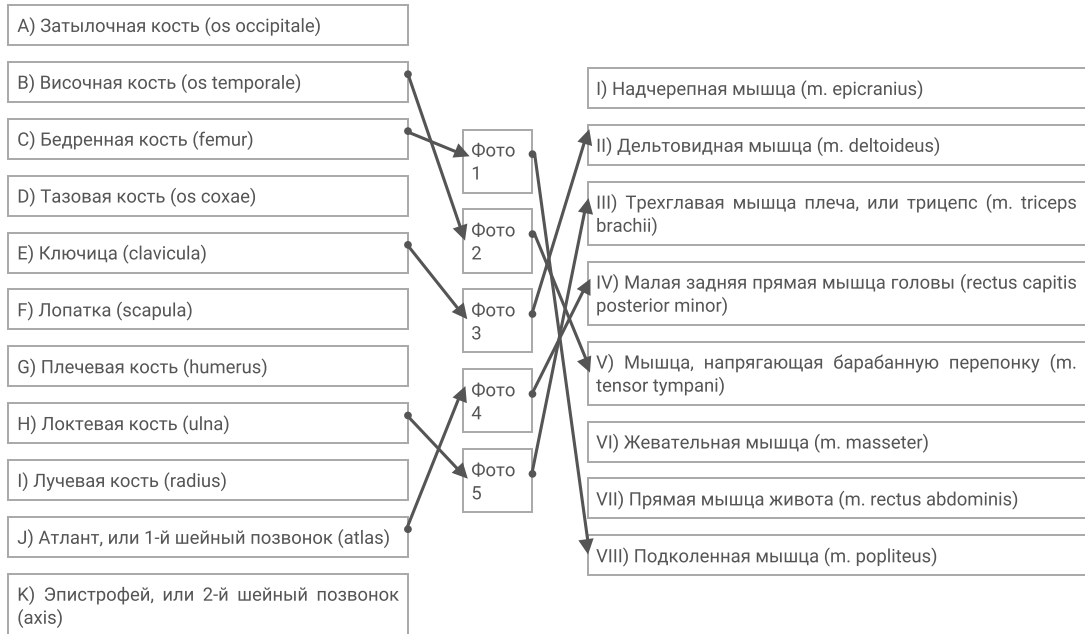 A) Затылочная кость (os occipitale)
B) Височная кость (os temporale)
C) Бедренная кость (femur)
D) Тазовая кость (os coxae)
E) Ключица (clavicula)
F) Лопатка (scapula)
G) Плечевая кость (humerus)
H) Локтевая кость (ulna)
I) Лучевая кость (radius)
J) Атлант, или 1-й шейный позвонок (atlas)
K) Эпистрофей, или 2-й шейный позвонок
(axis)
Фото
1
Фото
2
Фото
3
Фото
4
Фото
5
I) Надчерепная мышца (m. epicranius)
II) Дельтовидная мышца (m. deltoideus)
III) Трехглавая мышца плеча, или трицепс (m. triceps
brachii)
IV) Малая задняя прямая мышца головы (rectus capitis
posterior minor)
V) Мышца, напрягающая барабанную перепонку (m.
tensor tympani)
VI) Жевательная мышца (m. masseter)
VII) Прямая мышца живота (m. rectus abdominis)
VIII) Подколенная мышца (m. popliteus)